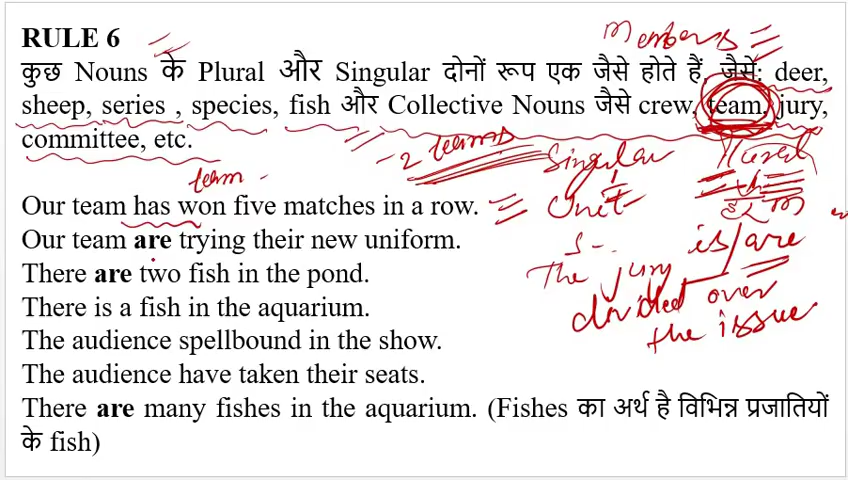 RULE 6
Members
कुछ Nouns के Plural और Singular दोनों रूप एक जैसे होते हैं, जैसे: deer,
sheep, series , species, fish और Collective Nouns जैसे crew, team, jury,
committee, etc.
2 teams
Singular
Plural
team
Our team has won five matches in a row.
Unit
Our team are trying their new uniform.
is/are
There are two fish in the pond.
The jury
divided over
the issue
There is a fish in the aquarium.
The audience spellbound in the show.
The audience have taken their seats.
There are many fishes in the aquarium. (Fishes का अर्थ है विभिन्न प्रजातियों
के fish)